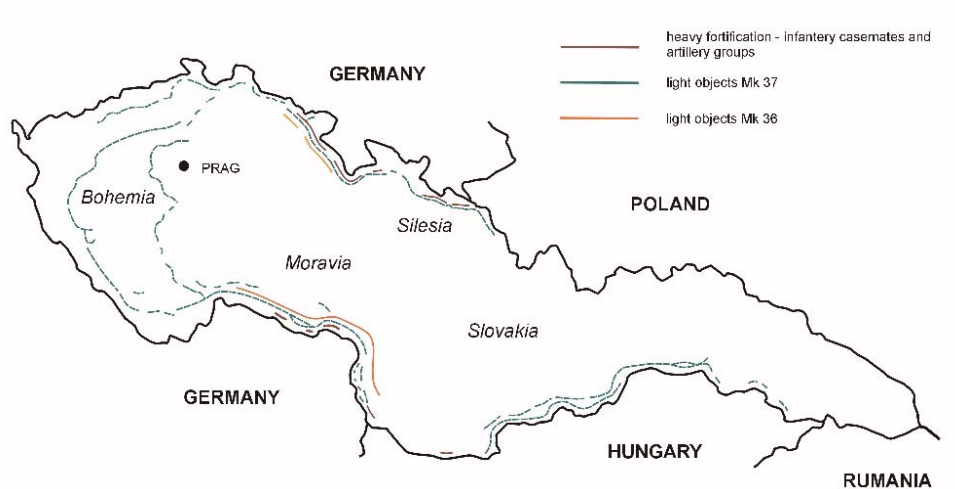 heavy fortification - infantery casemates and
artillery groups
GERMANY
light objects Mk 37
light objects Mk 36
PRAG
Bohemia
POLAND
Silesia
Moravia
Slovakia
GERMANY
HUNGARY
RUMANIA